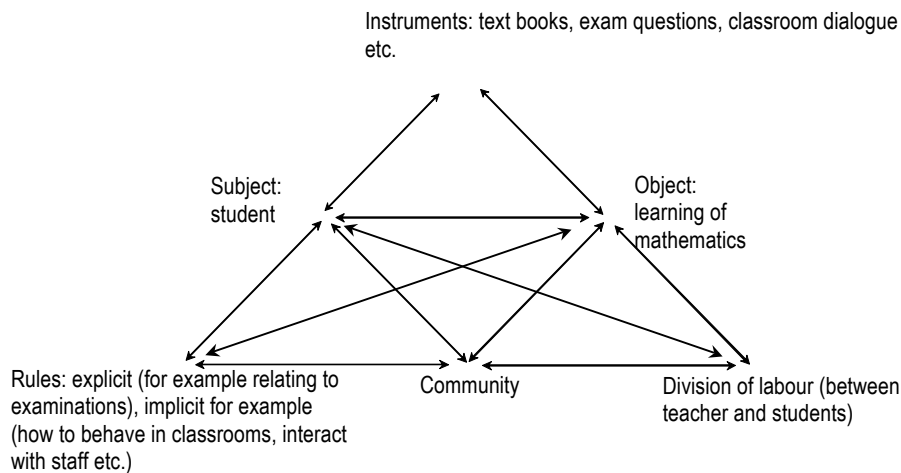 Instruments: text books, exam questions, classroom dialogue
etc.
Subject:
student
Object:
learning of
mathematics
Rules: explicit (for example relating to
examinations), implicit for example
(how to behave in classrooms, interact
with staff etc.)
Community
Division of labour (between
teacher and students)